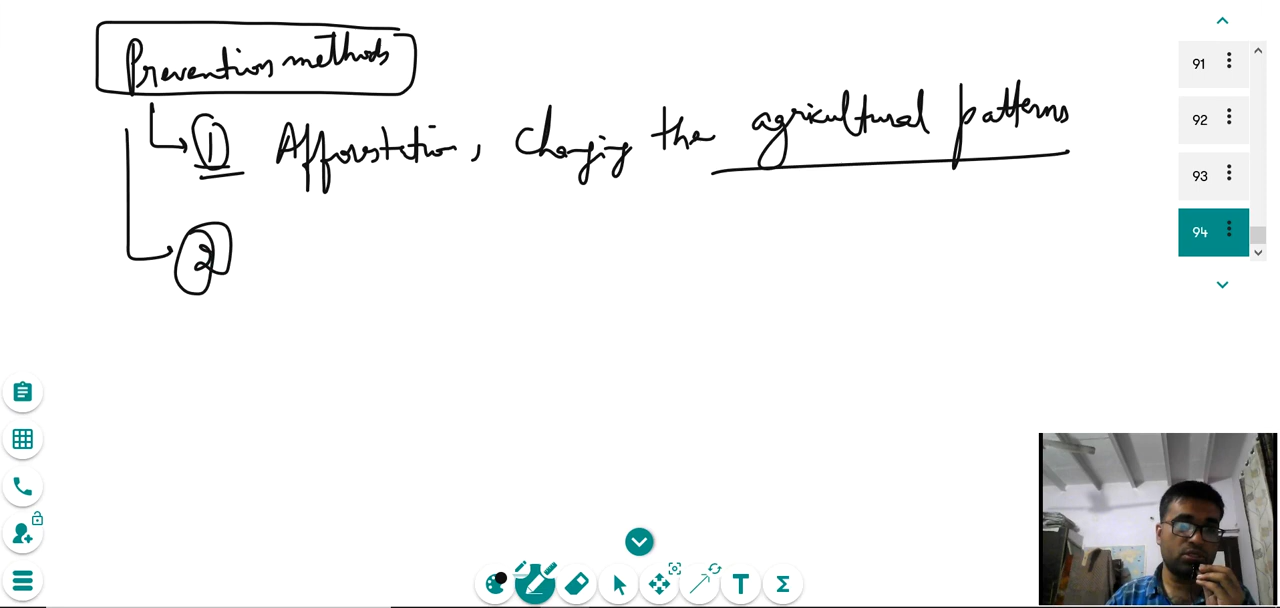 Prevention methods
① Afforestation, changing the agricultural patterns
②
91
92
93
94
T
Σ